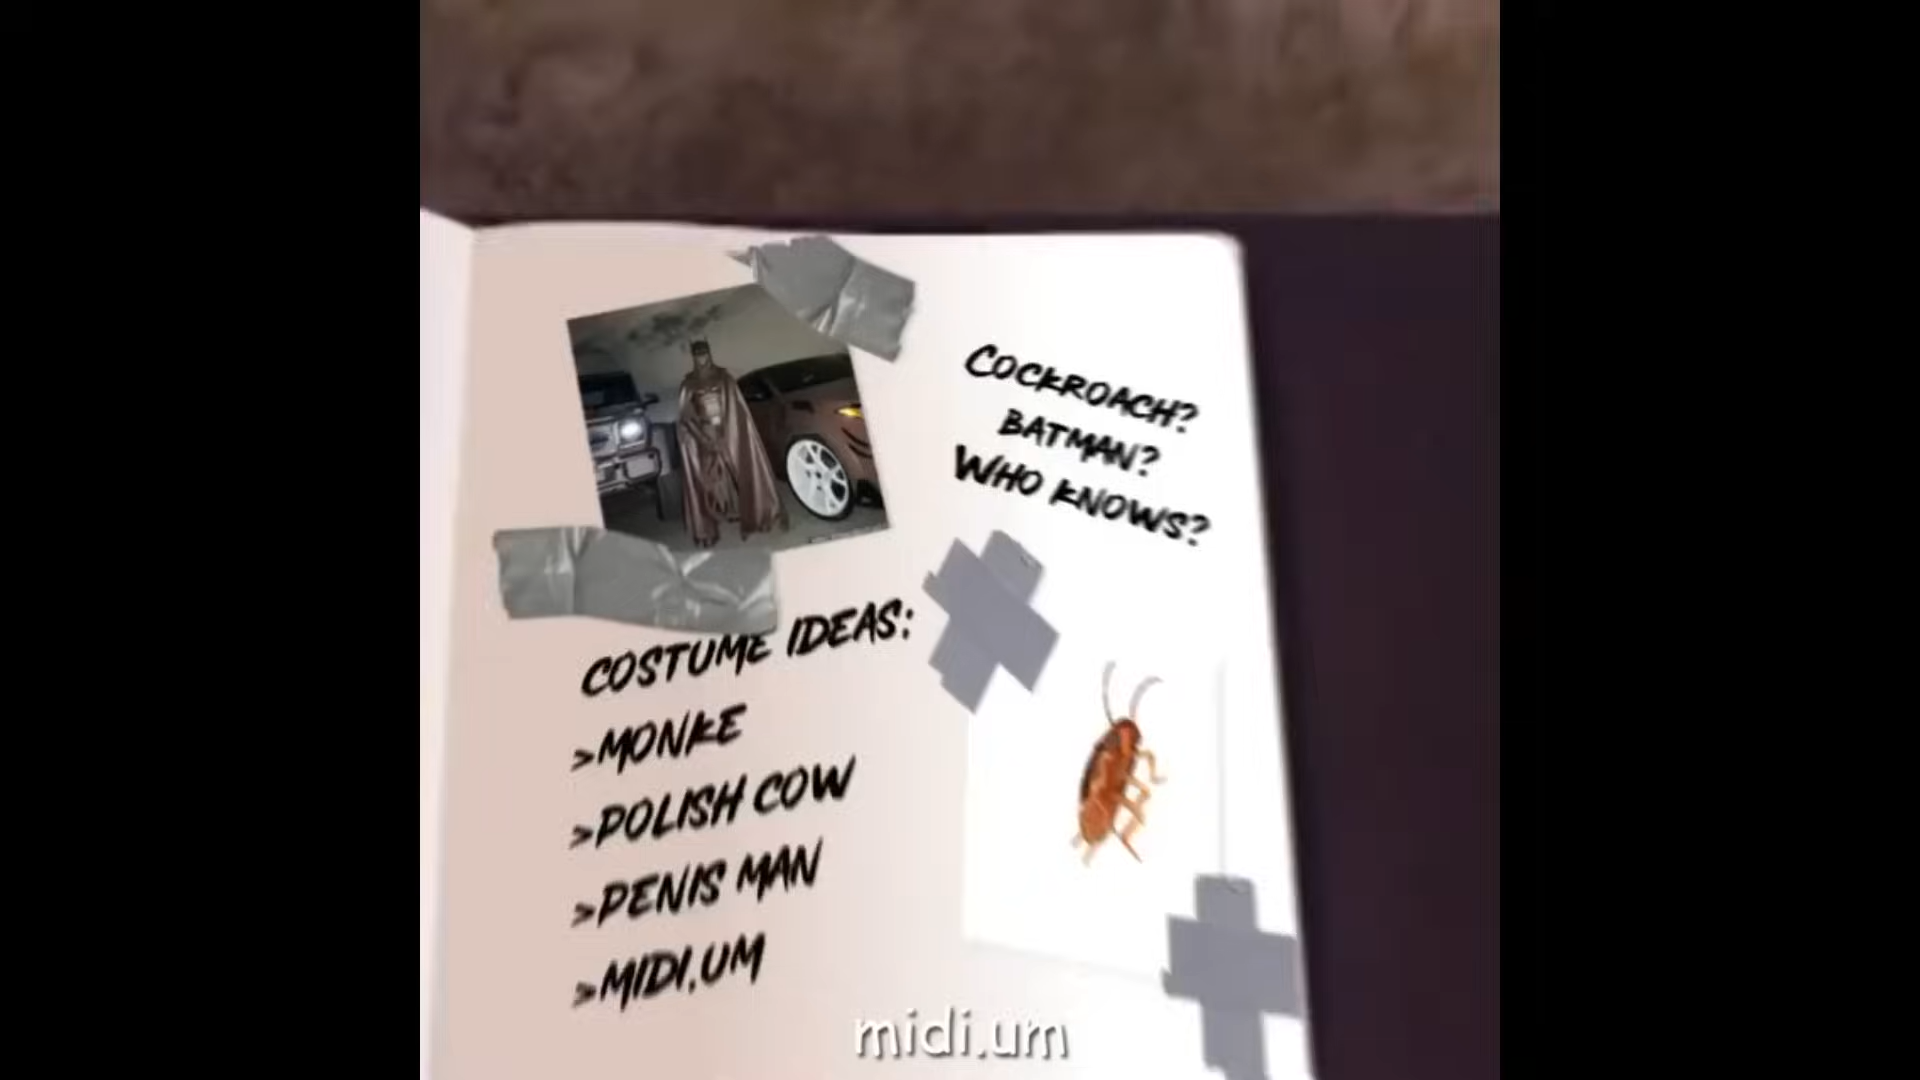 Cockroach?
Batman?
Who knows?
COSTUME IDEAS:
>MONKE
>POLISH COW
>PENIS MAN
>MIDI.UM
midi.um